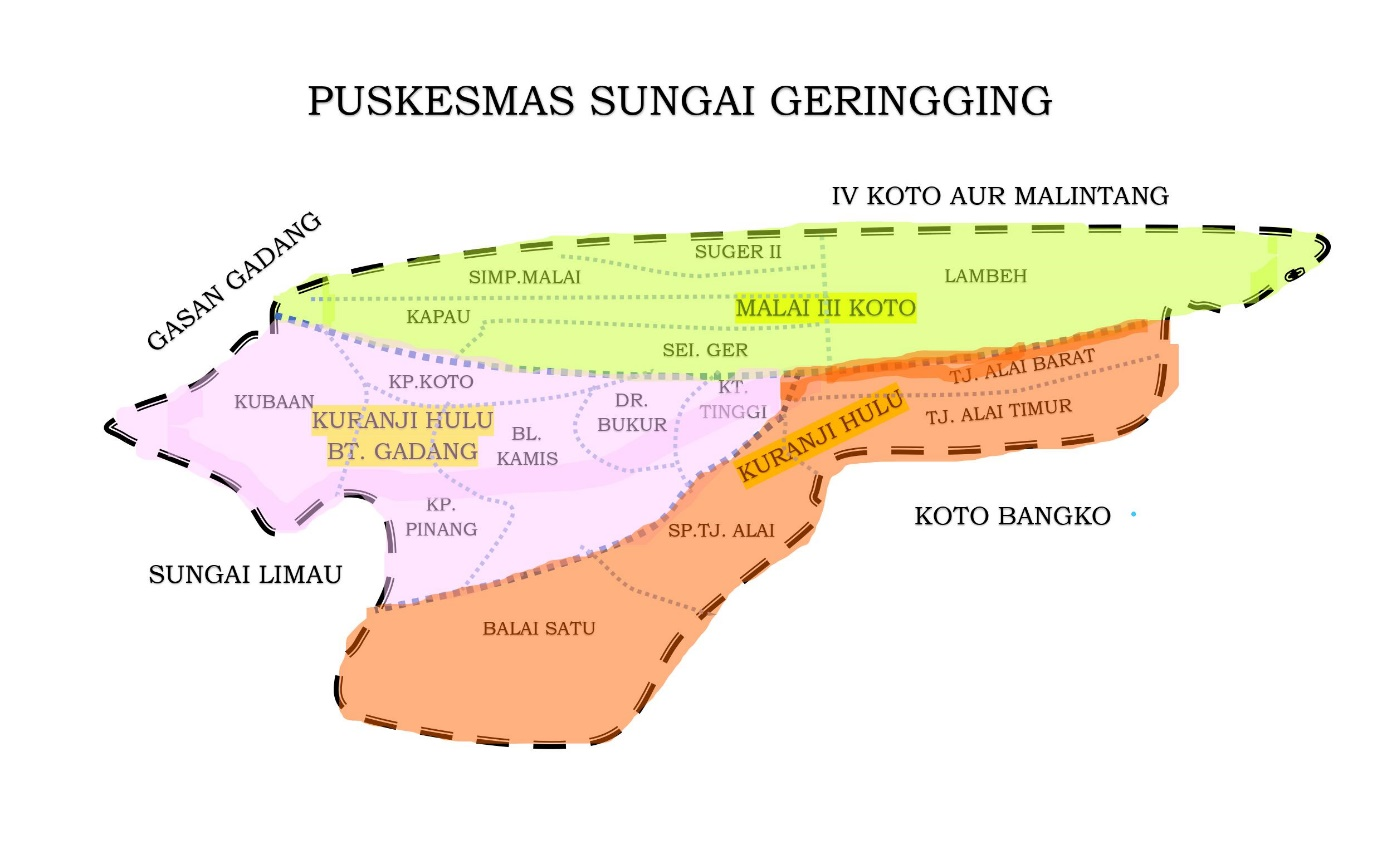 PUSKESMAS SUNGAI GERINGGING
IV KOTO AUR MALINTANG
GASAN GADANG
SUGER II
SIMP.MALAI
LAMBEH
MALAI III KOTO
KAPAU
SEI. GER
TJ. ALAI BARAT
KP.KOTO
KT.
TINGGI
KUBAAN
DR.
BUKUR
TJ. ALAI TIMUR
KURANJI HULU
BT. GADANG
BL.
KAMIS
KURANJI HULU
KP.
PINANG
KOTO BANGKO
SP.TJ. ALAI
SUNGAI LIMAU
BALAI SATU